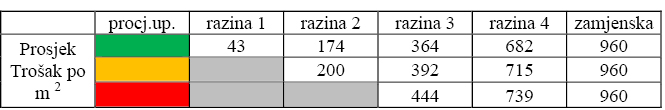 procj.up. razina 1 razina 2 razina 3 razina 4 zamjenska
Prosjek 43 174 364 682 960
Trošak po 200 392 715 960
m 2 444 739 960